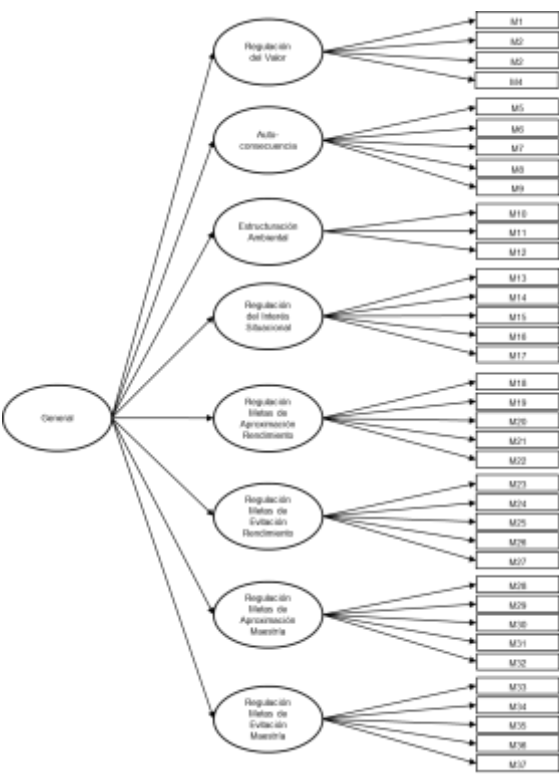 M1
Regulación
del Valor
M2
M2
M4
M5
Auto-
consecuencia
M6
M7
M8
M9
Estructuración
Ambiental
M10
M11
M12
M13
Regulación
del Interés
Situacional
M14
M15
M16
M17
General
M18
Regulación
Metas de
Aproximación
Rendimiento
M19
M20
M21
M22
M23
Regulación
Metas de
Evitación
Rendimiento
M24
M25
M26
M27
M28
Regulación
Metas de
Aproximación
Maestría
M29
M30
M31
M32
M33
Regulación
Metas de
Evitación
Maestría
M34
M35
M36
M37